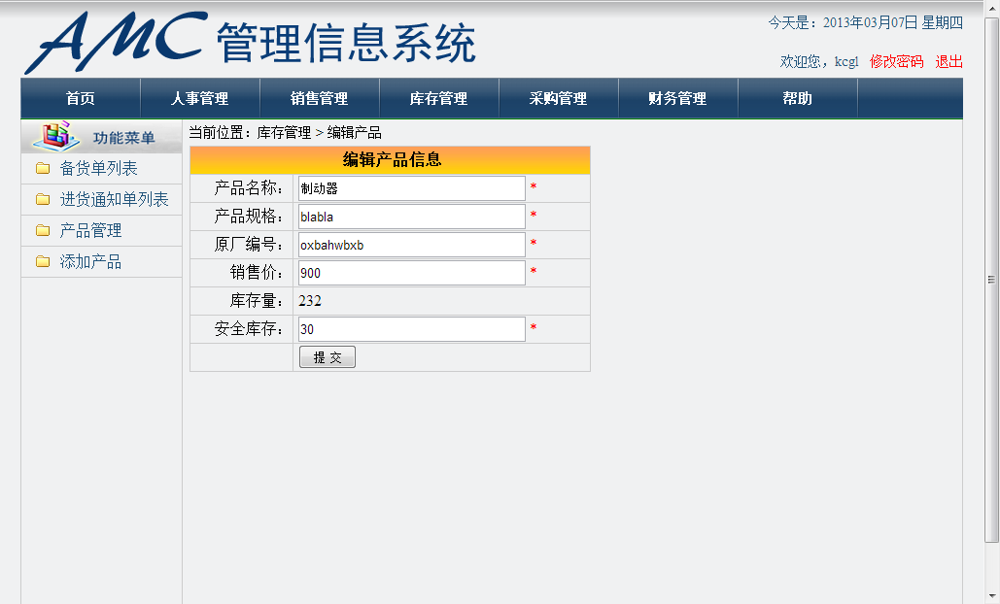 AMC 管理信息系统
今天是：2013年03月07日 星期四
欢迎您，kcgl 修改密码 退出
首页 人事管理 销售管理 库存管理 采购管理 财务管理 帮助
功能菜单
备货单列表
进货通知单列表
产品管理
添加产品
当前位置：库存管理 > 编辑产品
编辑产品信息
产品名称： 制动器 *
产品规格： blabla *
原厂编号： oxbahwbxb *
销售价： 900 *
库存量： 232
安全库存： 30 *
提 交